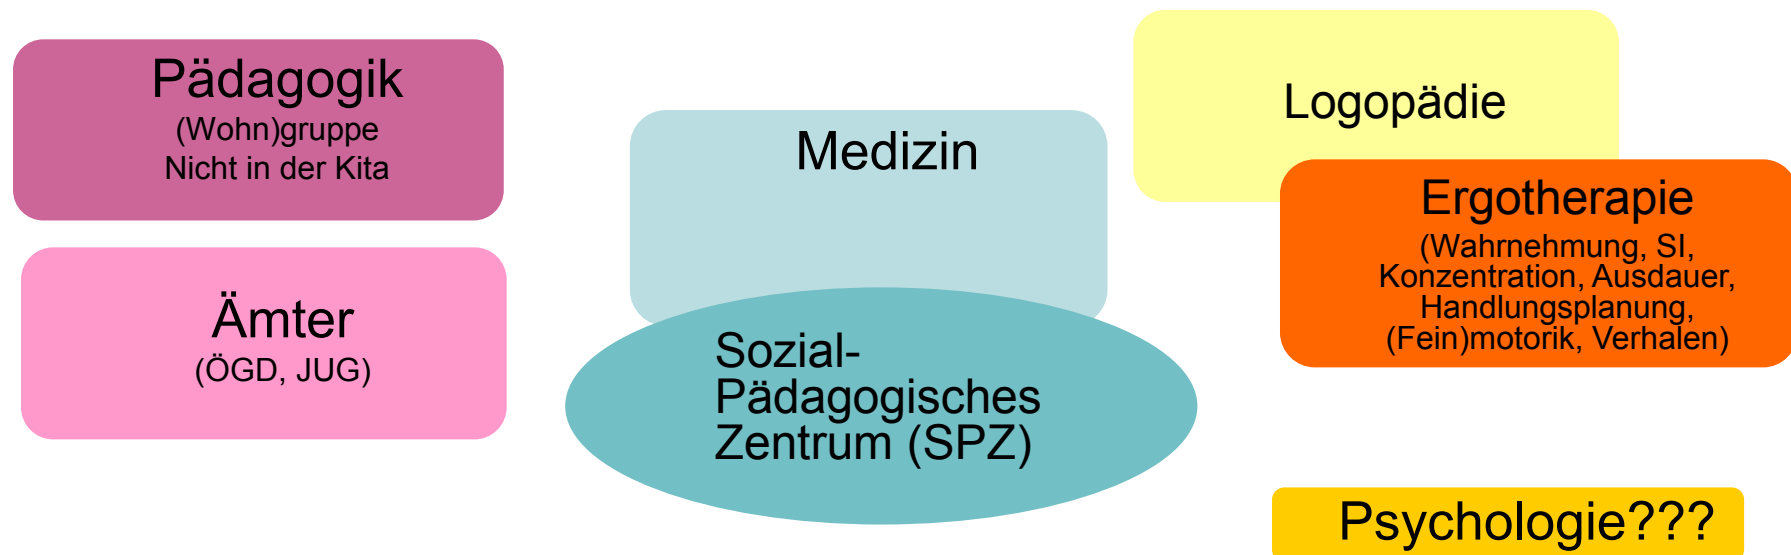 Pädagogik
(Wohn)gruppe
Nicht in der Kita
Ämter
(ÖGD, JUG)
Medizin
Sozial-
Pädagogisches
Zentrum (SPZ)
Logopädie
Ergotherapie
(Wahrnehmung, SI,
Konzentration, Ausdauer,
Handlungsplanung,
(Fein)motorik, Verhalen)
Psychologie???